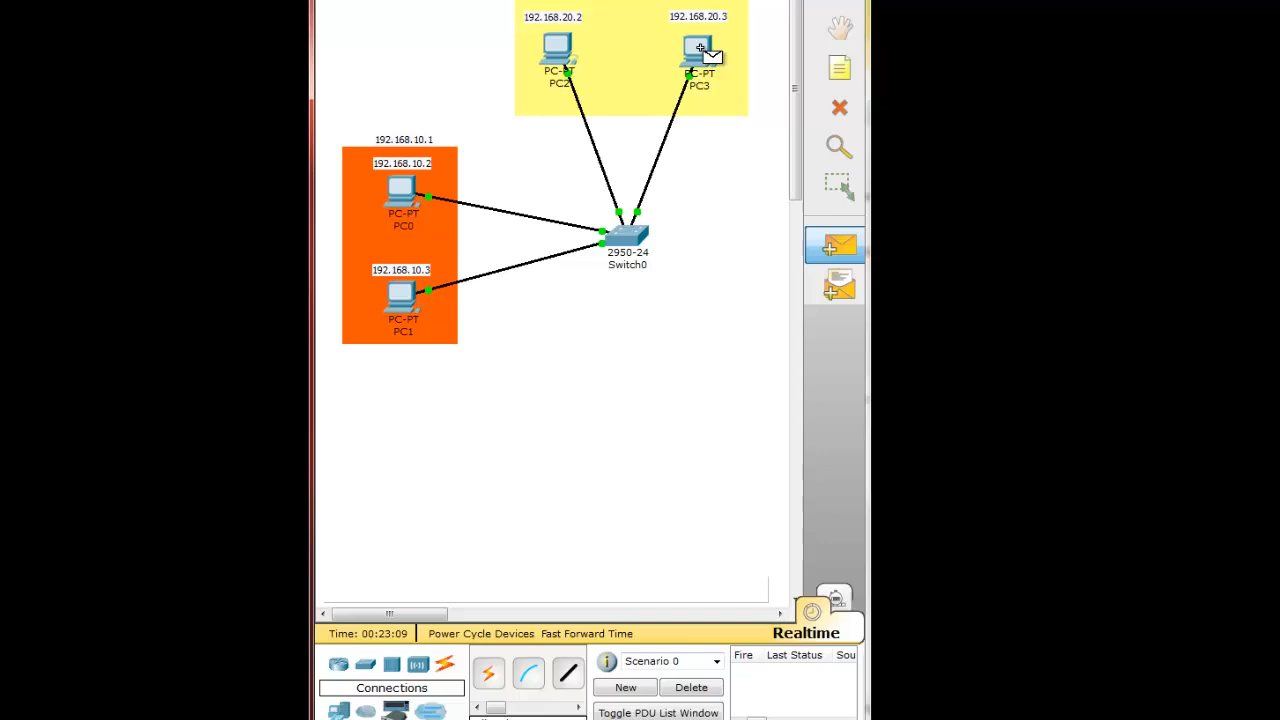 192.168.20.2
192.168.20.3
PC-PT
PC2
PC-PT
PC3
192.168.10.1
192.168.10.2
PC-PT
PC0
2950-24
Switch0
192.168.10.3
PC-PT
PC1
Time: 00:23:09
Power Cycle Devices Fast Forward Time
Realtime
Connections
Scenario 0
New
Delete
Toggle PDU List Window
Fire
Last Status
Sou